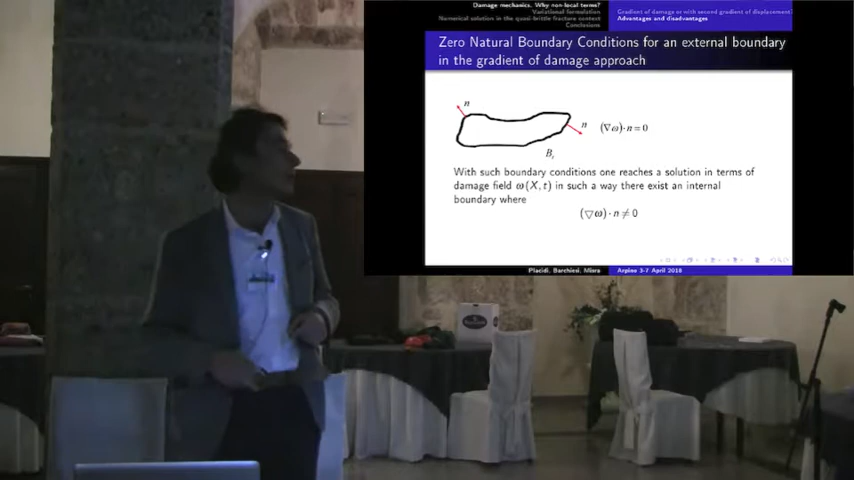 Damage mechanics. Why non-local terms?
Variational formulation
Numerical solution in the quasi-brittle fracture context
Conclusions
Gradient of damage or with second gradient of displacement?
Advantages and disadvantages
Zero Natural Boundary Conditions for an external boundary
in the gradient of damage approach
n
n
(∇ω)·n=0
With such boundary conditions one reaches a solution in terms of
damage field ω(X,t) in such a way there exist an internal
boundary where
(▽ω)·n≠0
Placidi, Barchiesi, Misra
Arpino 3-7 April 2018